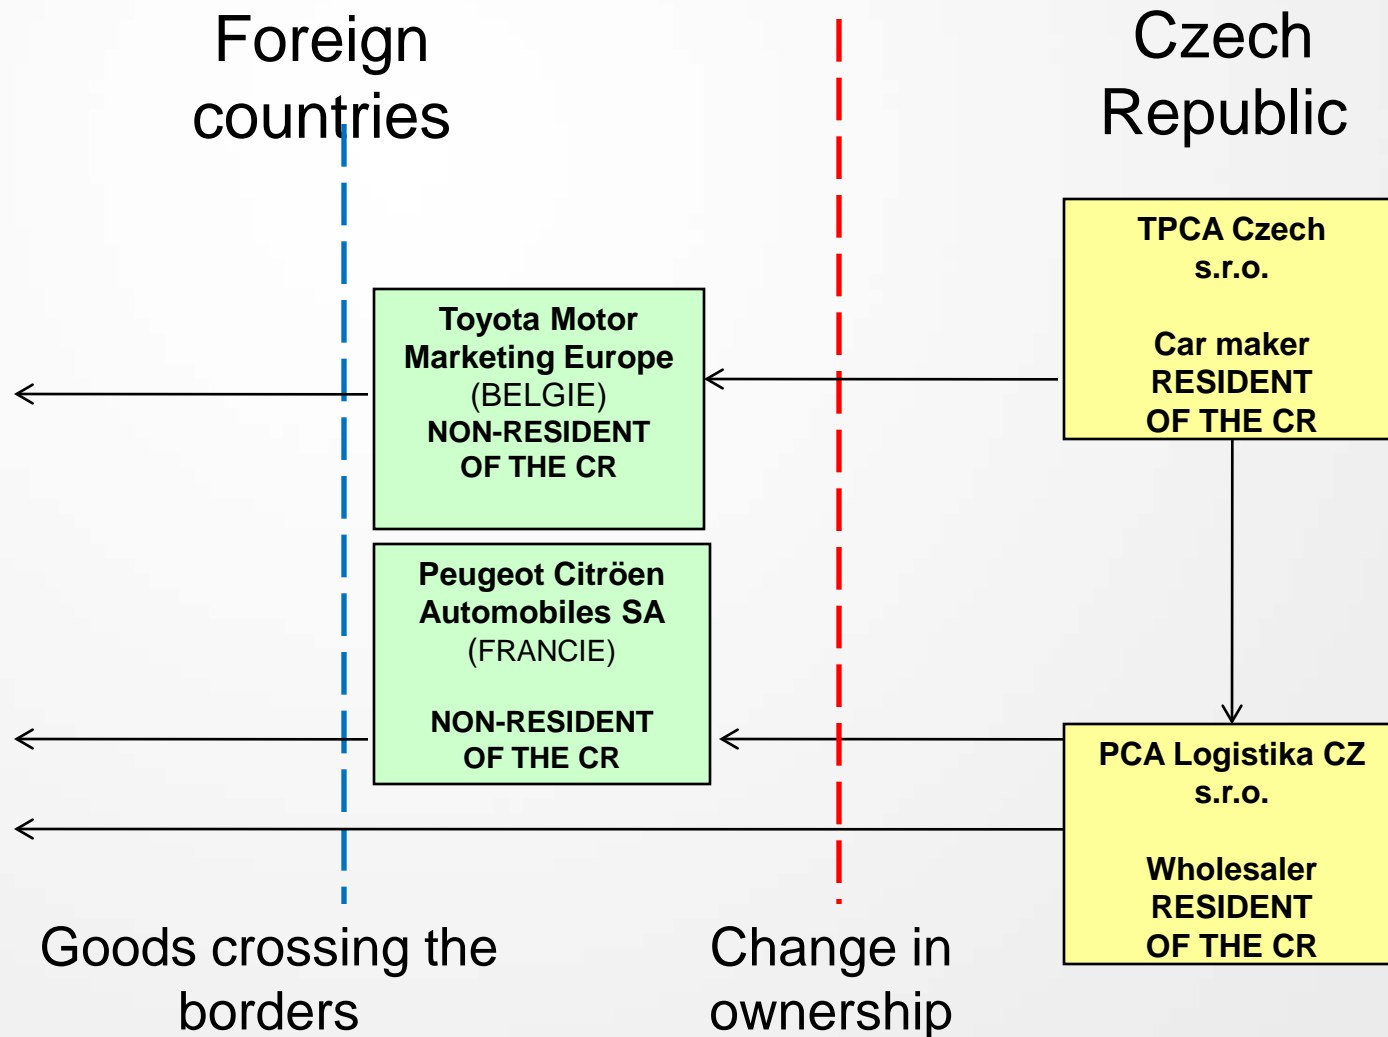 Foreign
countries
Czech
Republic
TPCA Czech
s.r.o.
Car maker
RESIDENT
OF THE CR
Toyota Motor
Marketing Europe
(BELGIE)
NON-RESIDENT
OF THE CR
Peugeot Citröen
Automobiles SA
(FRANCIE)
NON-RESIDENT
OF THE CR
PCA Logistika CZ
s.r.o.
Wholesaler
RESIDENT
OF THE CR
Goods crossing the
borders
Change in
ownership